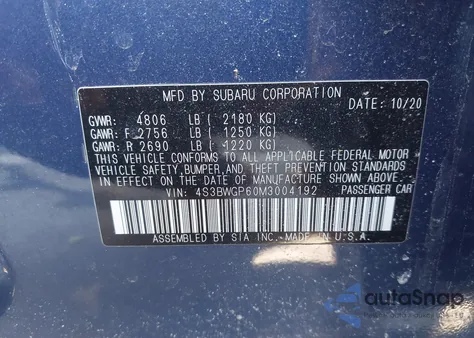 MFD BY SUBARU CORPORATION
DATE: 10/20
GVWR: 4806 LB ( 2180 KG)
GAWR: F 2756 LB ( 1250 KG)
GAWR: R 2690 LB ( 1220 KG)
THIS VEHICLE CONFORMS TO ALL APPLICABLE FEDERAL MOTOR
VEHICLE SAFETY,BUMPER,AND THEFT PREVENTION STANDARDS
IN EFFECT ON THE DATE OF MANUFACTURE SHOWN ABOVE.
VIN: 4S3BWGP60M3004192 PASSENGER CAR
ASSEMBLED BY SIA INC.-MADE IN U.S.A.
autoSnap